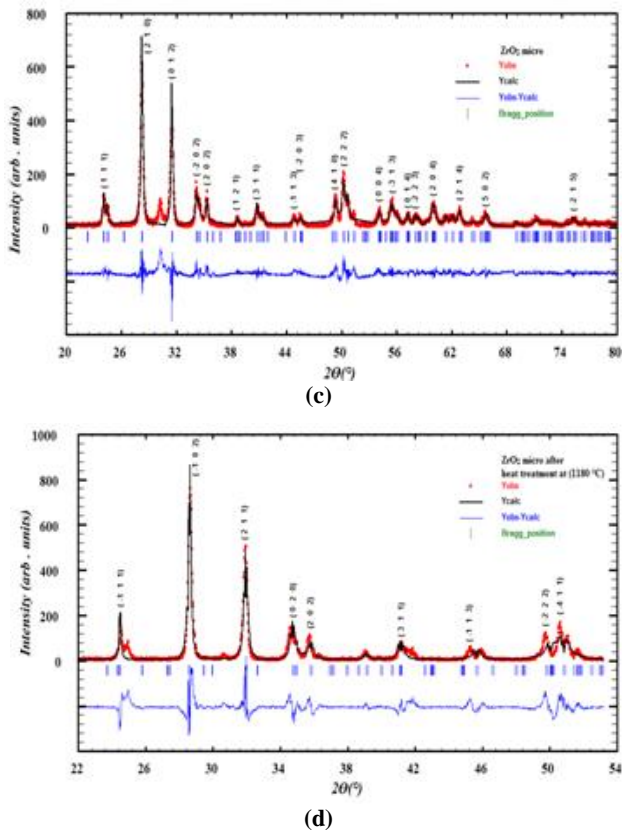 800
600
400
200
0
Intensity (arb . units)
20 26 32 38 44 50 56 62 68 74 80
2θ(°)
ZrO₂ micro
Yobs
Ycalc
Yobs-Ycalc
Bragg_position
( 1 1 1 )
( 2 1 0 )
( 0 1 2 )
( -2 0 2 )
( 2 0 2 )
( 1 2 1 )
( 3 1 1 )
( -1 1 3 )
( -2 0 3 )
( 4 1 0 )
( 2 2 2 )
( 0 0 4 )
( -3 1 3 )
( 0 1 4 )
( 2 0 4 )
( 2 1 4 )
( 5 0 2 )
(c)
1000
800
600
400
200
0
Intensity (arb . units)
22 26 30 34 38 42 46 50 54
2θ(°)
ZrO₂ micro after
heat treatment at (1180 °C)
Yobs
Ycalc
Yobs-Ycalc
Bragg_position
(-1 1 1)
(-1 0 2)
( 2 1 1)
( 0 2 0)
( 2 0 2)
( 3 1 1)
(-1 1 3)
(-2 2 2)
(-4 1 1)
(d)